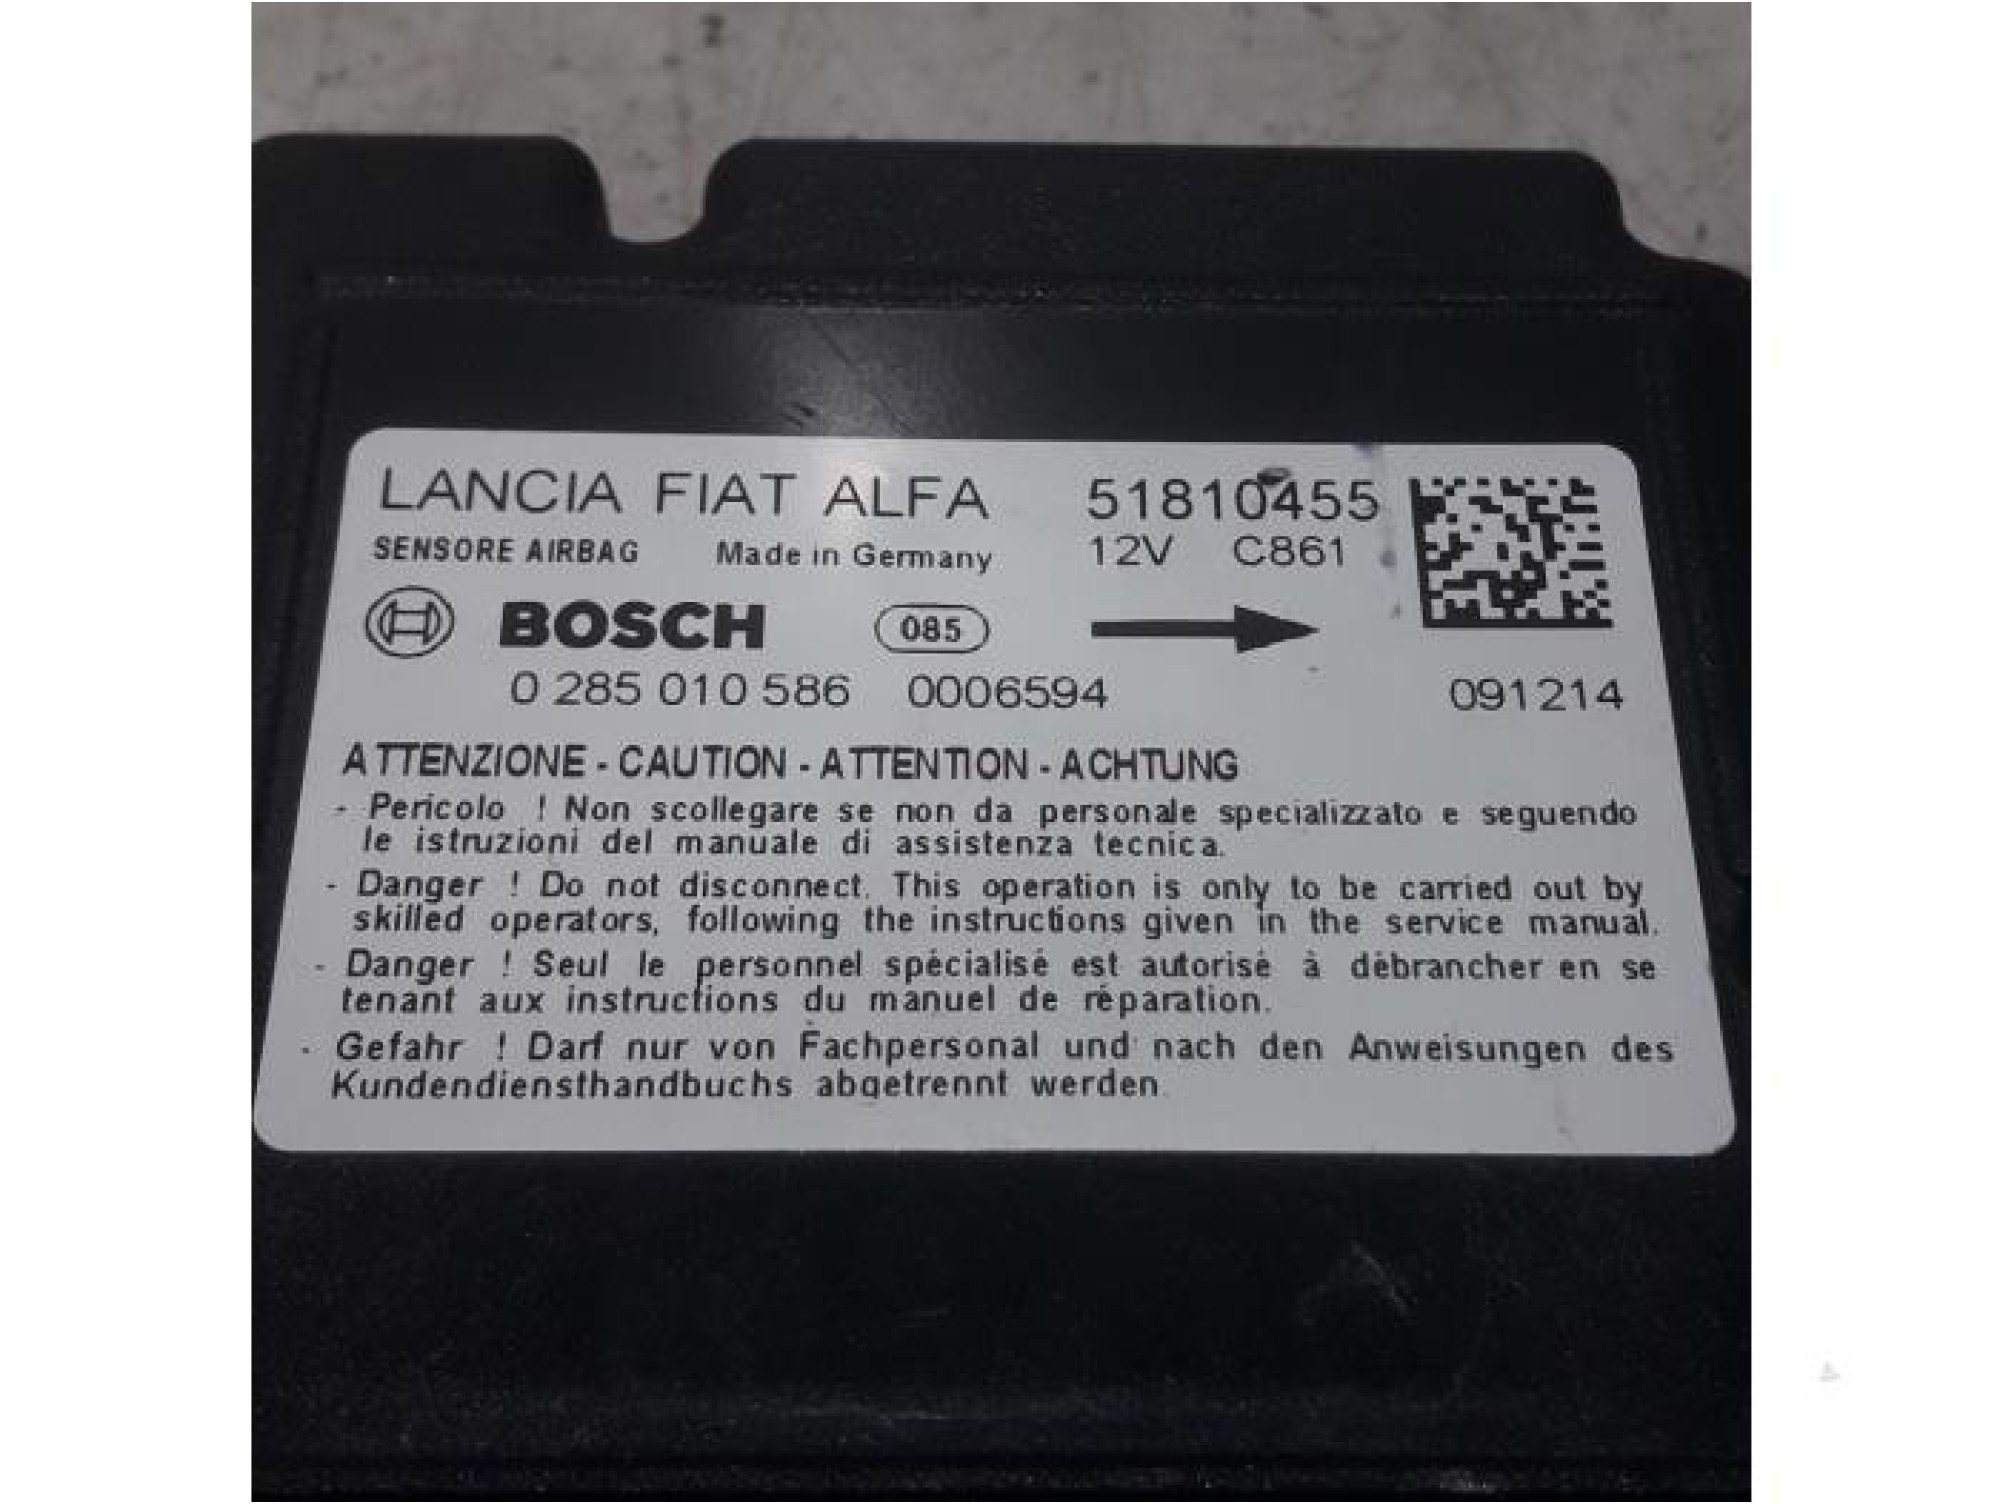 LANCIA FIAT ALFA 51810455
SENSORE AIRBAG Made in Germany 12V C861
BOSCH 085
0 285 010 586 0006594 091214
ATTENZIONE - CAUTION - ATTENTION - ACHTUNG
- Pericolo ! Non scollegare se non da personale specializzato e seguendo
le istruzioni del manuale di assistenza tecnica.
- Danger ! Do not disconnect. This operation is only to be carried out by
skilled operators, following the instructions given in the service manual.
- Danger ! Seul le personnel spécialisé est autorisé à débrancher en se
tenant aux instructions du manuel de réparation.
- Gefahr ! Darf nur von Fachpersonal und nach den Anweisungen des
Kundendiensthandbuchs abgetrennt werden.